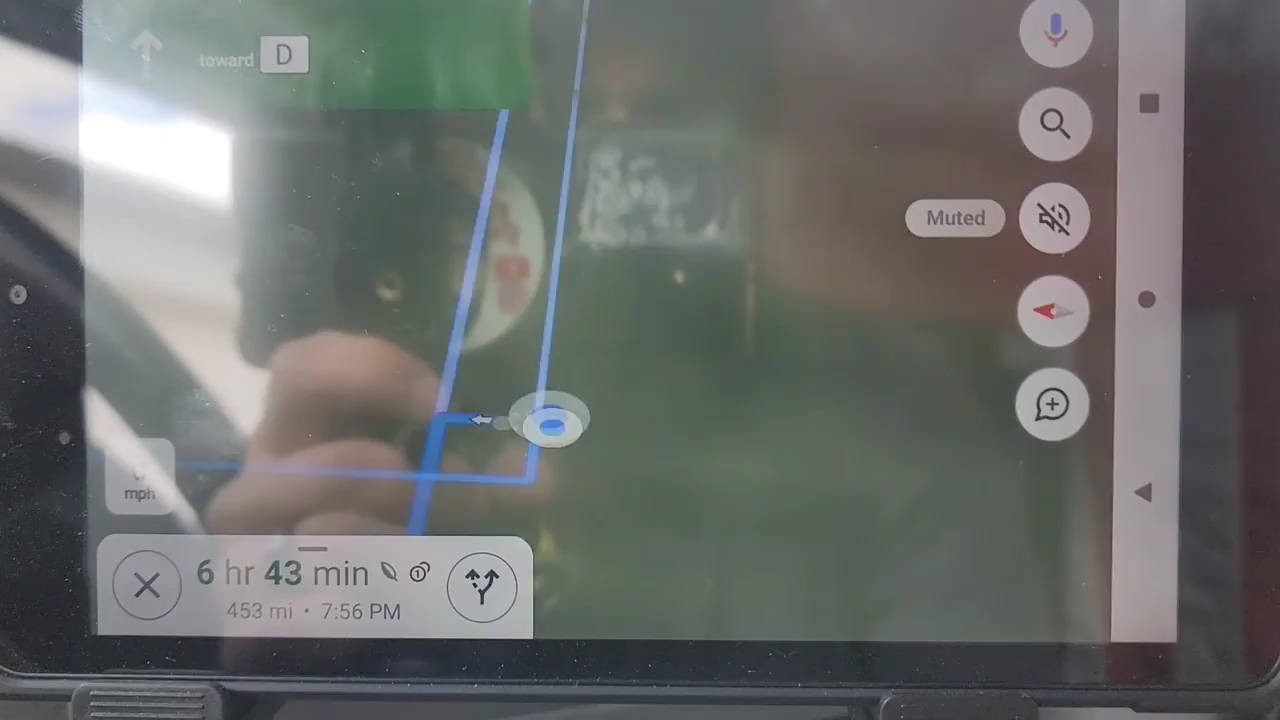 toward D
Muted
mph
6 hr 43 min
453 mi • 7:56 PM